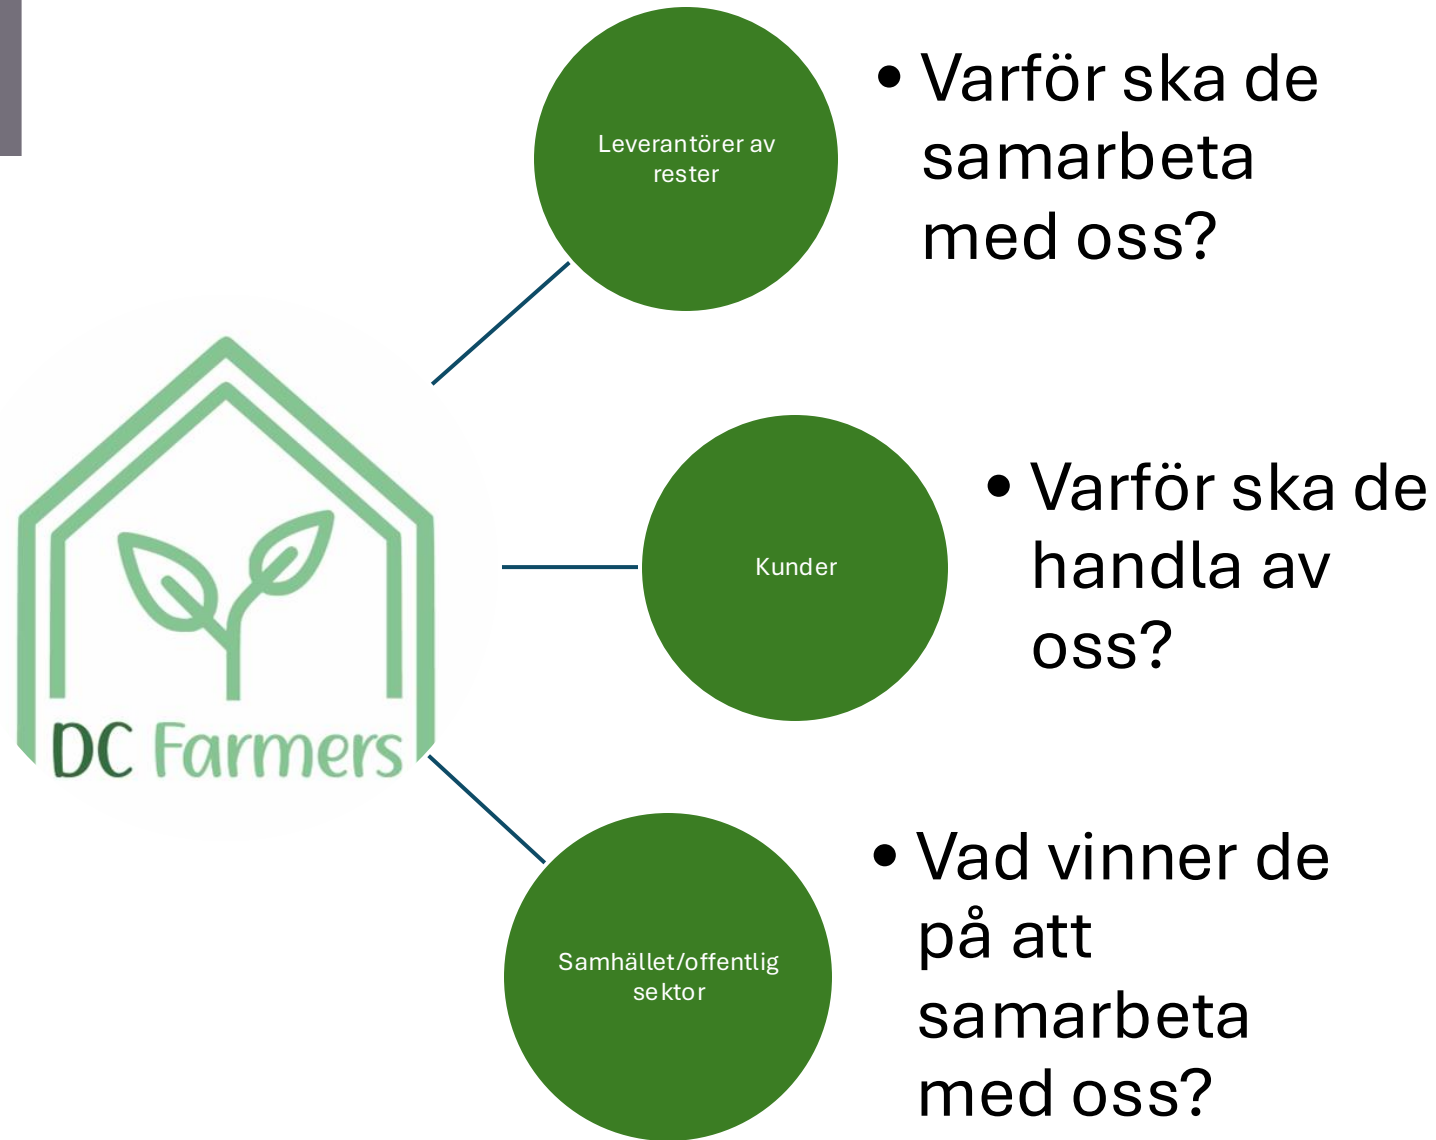 Leverantörer av
rester
• Varför ska de
samarbeta
med oss?
DC Farmers
Kunder
• Varför ska de
handla av
oss?
Samhället/offentlig
sektor
• Vad vinner de
på att
samarbeta
med oss?